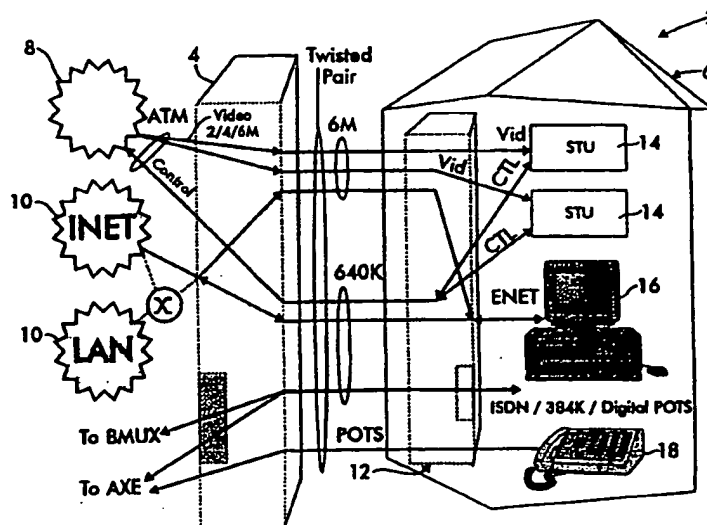 8
4
Twisted
Pair
6
ATM
Video
2/4/6M
6M
Vid
STU
14
Control
Vid
CTL
10
INET
STU
14
CTL
640K
ENET
16
X
10
LAN
ISDN / 384K / Digital POTS
To BMUX
POTS
12
18
To AXE